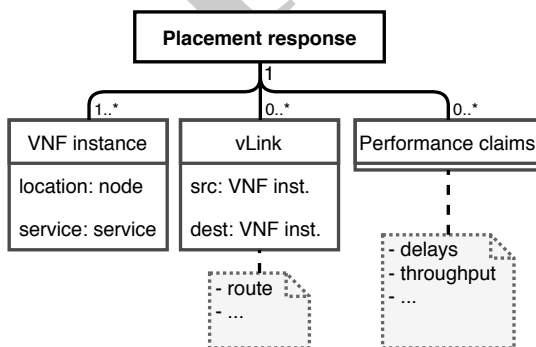 Placement response
1
1..*
0..*
0..*
VNF instance
vLink
Performance claims
location: node
src: VNF inst.
service: service
dest: VNF inst.
- delays
- throughput
- ...
- route
- ...